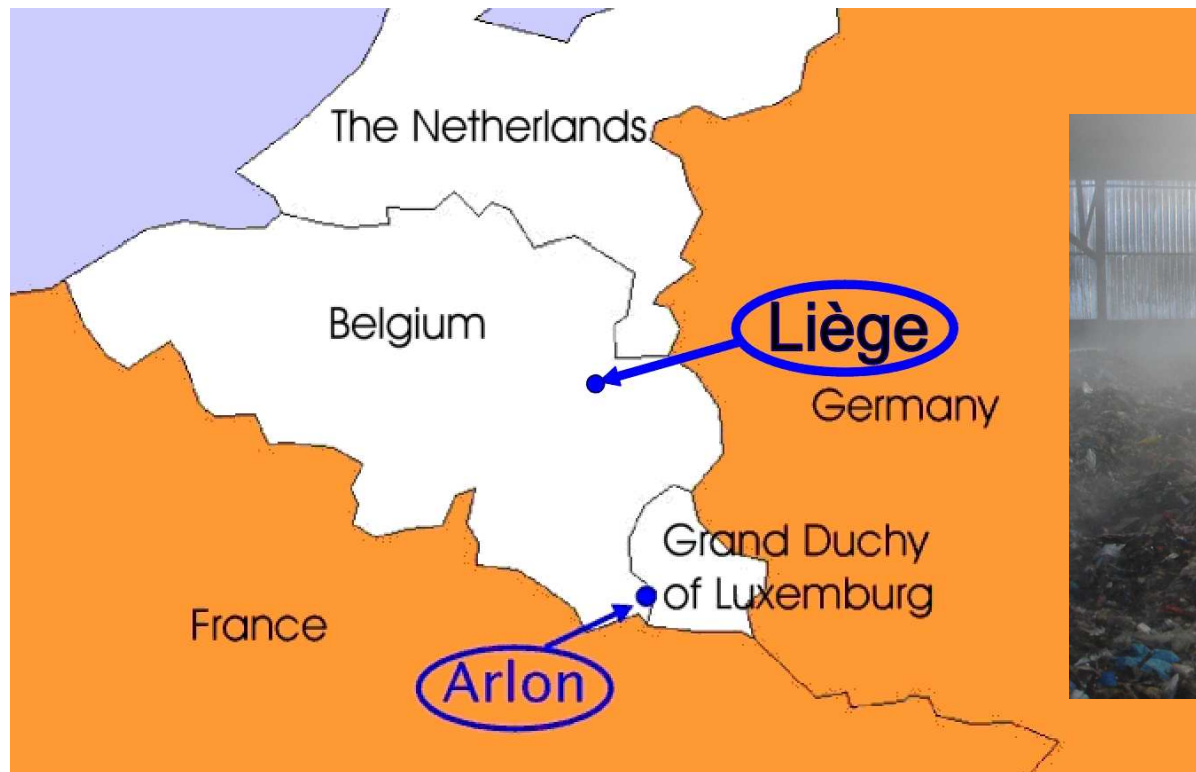 The Netherlands
Belgium
Liège
Germany
Grand Duchy
of Luxemburg
France
Arlon